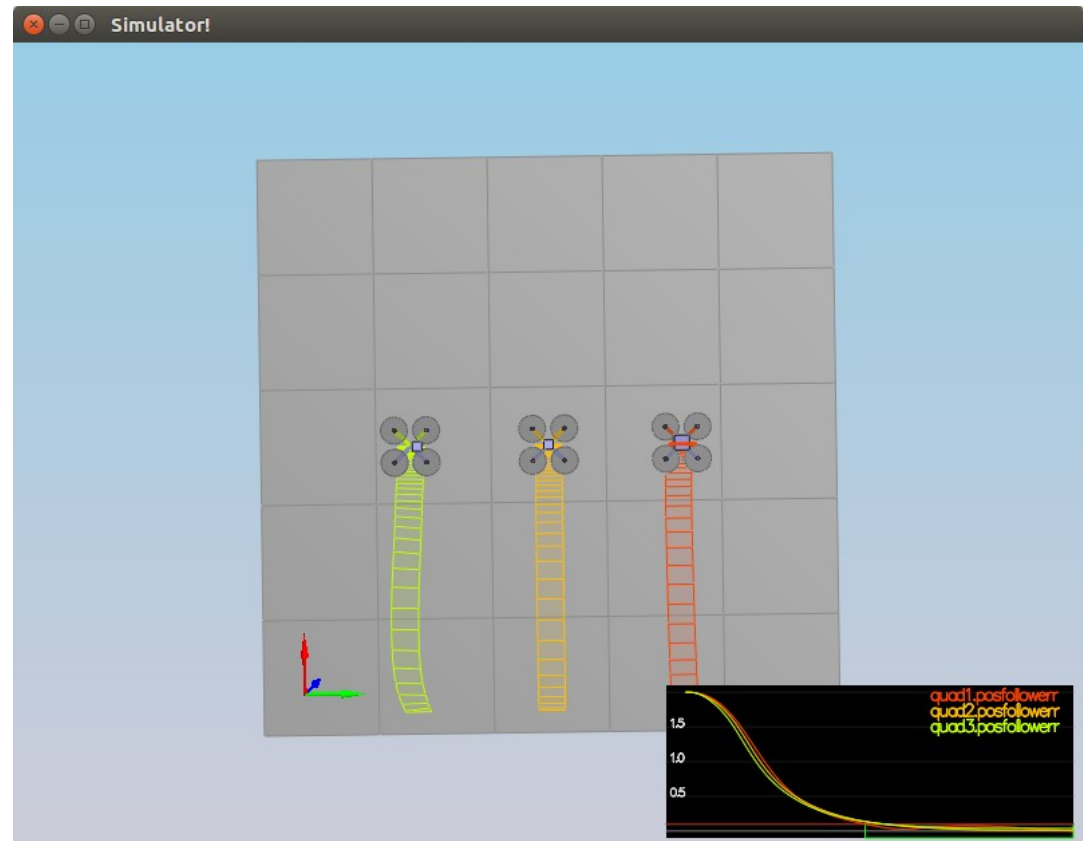 Simulator!
quad1.posfollowerr
quad2.posfollowerr
quad3.posfollowerr
1.5
1.0
0.5